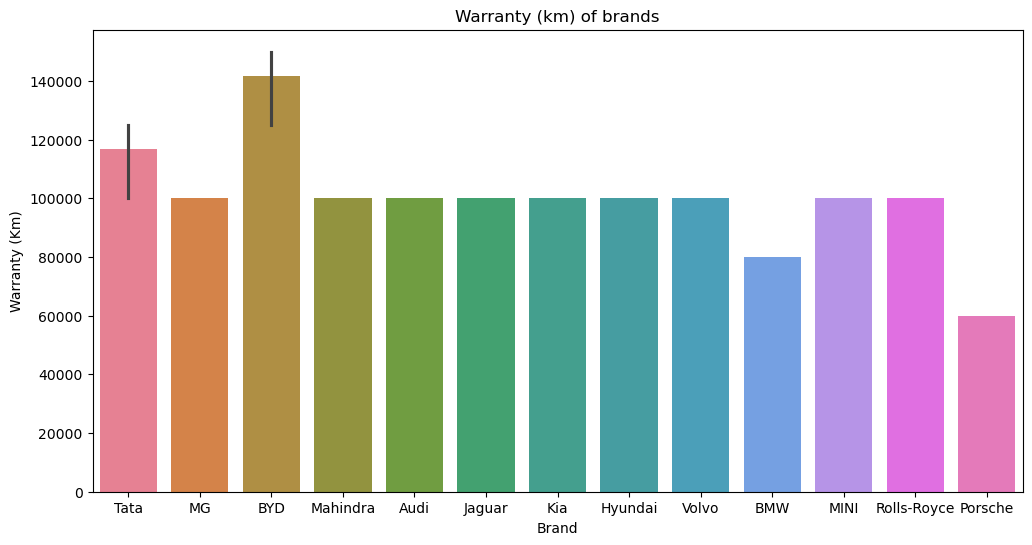 Warranty (km) of brands
Warranty (Km)
140000
120000
100000
80000
60000
40000
20000
0
Tata MG BYD Mahindra Audi Jaguar Kia Hyundai Volvo BMW MINI Rolls-Royce Porsche
Brand